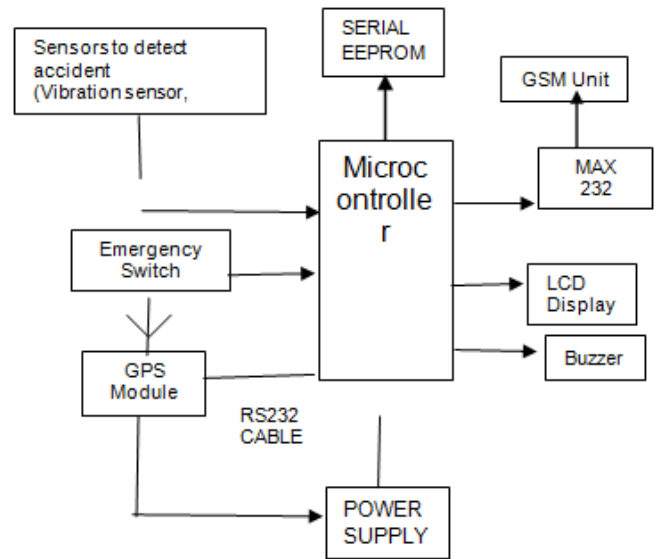 Sensors to detect
accident
(Vibration sensor,
SERIAL
EEPROM
GSM Unit
Microc
ontrolle
r
MAX
232
Emergency
Switch
LCD
Display
GPS
Module
Buzzer
RS232
CABLE
POWER
SUPPLY